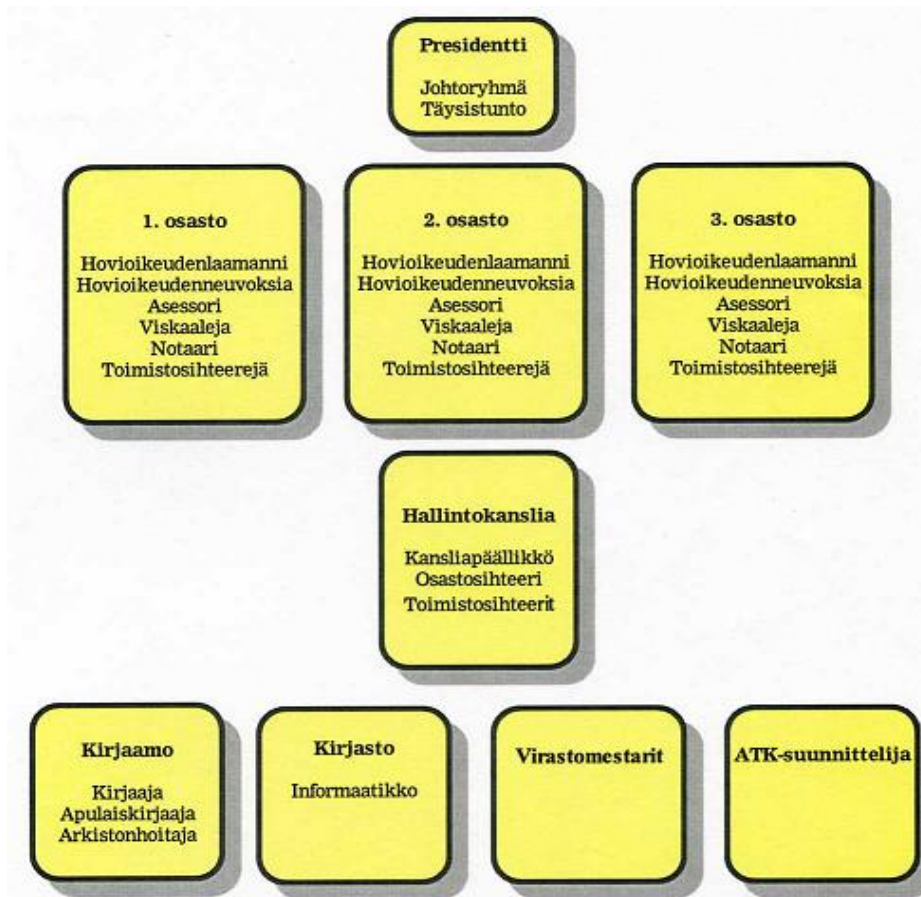 Presidentti
Johtoryhmä
Täysistunto
1. osasto
Hovioikeudenlaamanni
Hovioikeudenneuvoksia
Asessori
Viskaaleja
Notaari
Toimistosihteerejä
2. osasto
Hovioikeudenlaamanni
Hovioikeudenneuvoksia
Asessori
Viskaaleja
Notaari
Toimistosihteerejä
3. osasto
Hovioikeudenlaamanni
Hovioikeudenneuvoksia
Asessori
Viskaaleja
Notaari
Toimistosihteerejä
Hallintokanslia
Kansliapäällikkö
Osastosihteeri
Toimistosihteerit
Kirjaamo
Kirjaaja
Apulaiskirjaaja
Arkistonhoitaja
Kirjasto
Informaatikko
Virastomestarit
ATK-suunnittelija